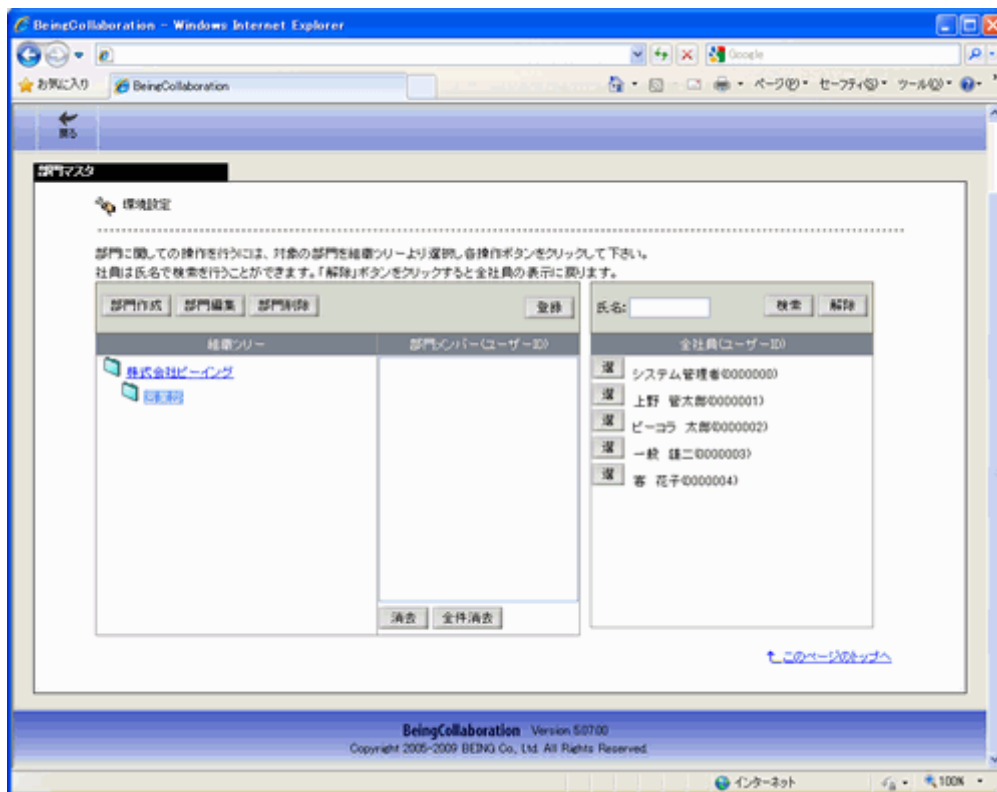 BeingCollaboration - Windows Internet Explorer
Google
お気に入り
BeingCollaboration
ページ(P)
セーフティ(S)
ツール(O)
戻る
部門マスタ
環境設定
部門に関しての操作を行うには、対象の部門を組織ツリーより選択し各操作ボタンをクリックして下さい。
社員は氏名で検索を行うことができます。「解除」ボタンをクリックすると全社員の表示に戻ります。
部門作成 部門編集 部門削除 登録
氏名: 検索 解除
組織ツリー 部門メンバー(ユーザーID) 全社員(ユーザーID)
株式会社ビーイング
選 システム管理者(0000000)
選 上野 管太郎(0000001)
選 ビーコラ 太郎(0000002)
選 一般 謙二(0000003)
選 客 花子(0000004)
消去 全件消去
このページのトップへ
BeingCollaboration Version 5.07.00
Copyright 2005-2009 BEING Co., Ltd. All Rights Reserved.
インターネット 100%